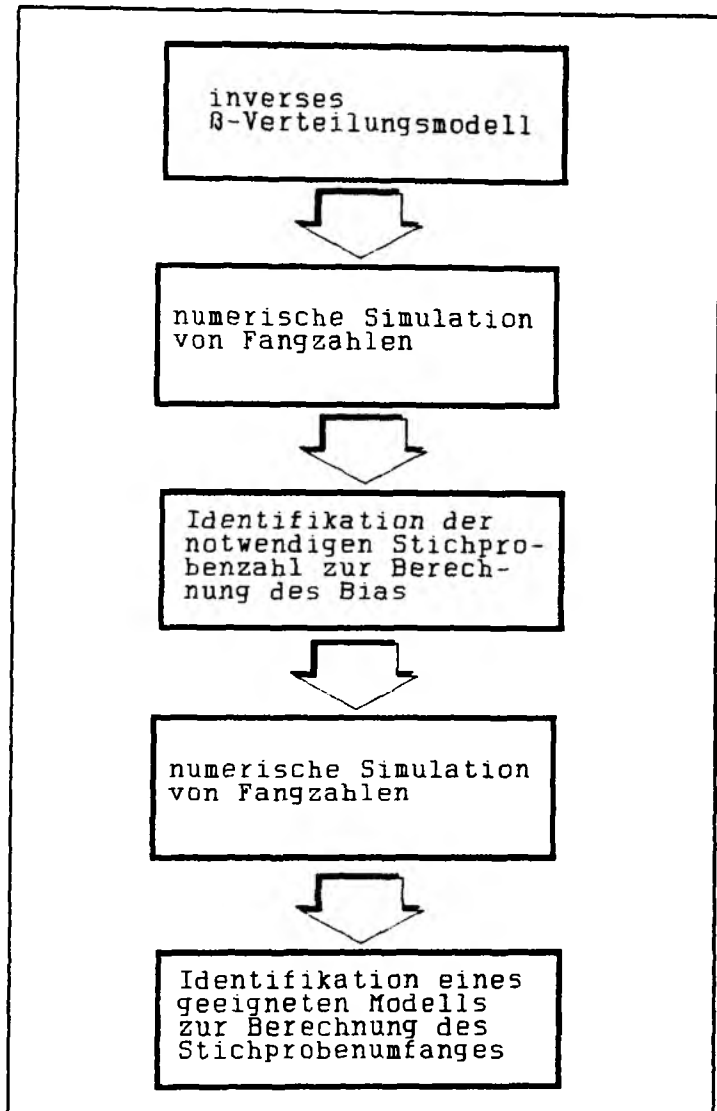 inverses
ß-Verteilungsmodell
numerische Simulation
von Fangzahlen
Identifikation der
notwendigen Stichpro-
benzahl zur Berech-
nung des Bias
numerische Simulation
von Fangzahlen
Identifikation eines
geeigneten Modells
zur Berechnung des
Stichprobenumfanges